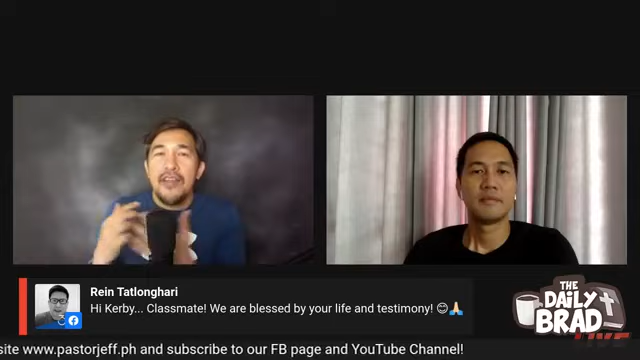 Rein Tatlonghari
Hi Kerby... Classmate! We are blessed by your life and testimony! 😊🙏🏻
THE
DAiLY
BRAD
LIVE
site www.pastorjeff.ph and subscribe to our FB page and YouTube Channel!